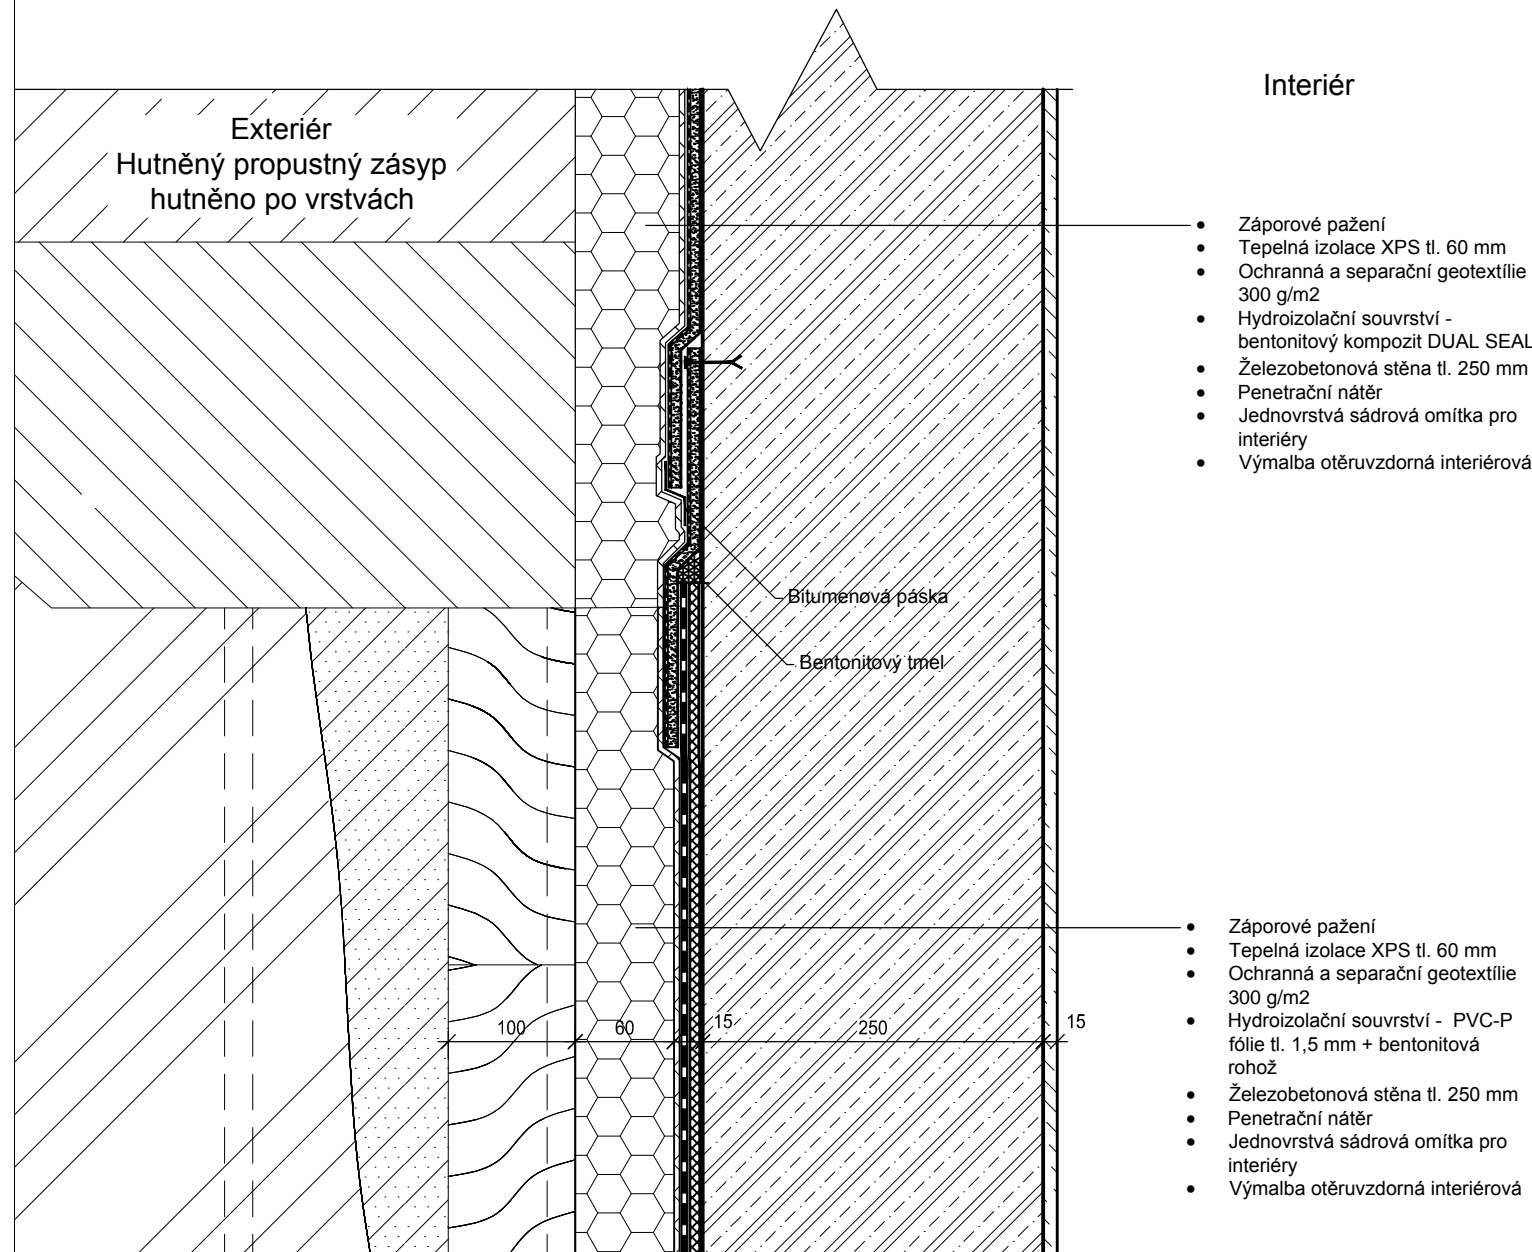 Interiér
Exteriér
Hutněný propustný zásyp
hutněno po vrstvách
• Záporové pažení
• Tepelná izolace XPS tl. 60 mm
• Ochranná a separační geotextílie
300 g/m2
• Hydroizolační souvrství -
bentonitový kompozit DUAL SEAL
• Železobetonová stěna tl. 250 mm
• Penetrační nátěr
• Jednovrstvá sádrová omítka pro
interiéry
• Výmalba otěruvzdorná interiérová
Bitumenová páska
Bentonitový tmel
• Záporové pažení
• Tepelná izolace XPS tl. 60 mm
• Ochranná a separační geotextílie
300 g/m2
• Hydroizolační souvrství - PVC-P
fólie tl. 1,5 mm + bentonitová
rohož
• Železobetonová stěna tl. 250 mm
• Penetrační nátěr
• Jednovrstvá sádrová omítka pro
interiéry
• Výmalba otěruvzdorná interiérová
100 60 15 250 15